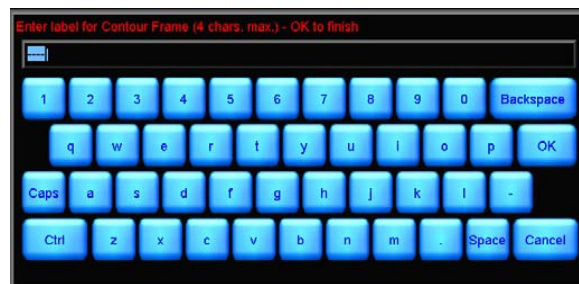 Enter label for Contour Frame (4 chars. max.) - OK to finish
----
1 2 3 4 5 6 7 8 9 0 Backspace
q w e r t y u i o p OK
Caps a s d f g h j k l -
Ctrl z x c v b n m . Space Cancel